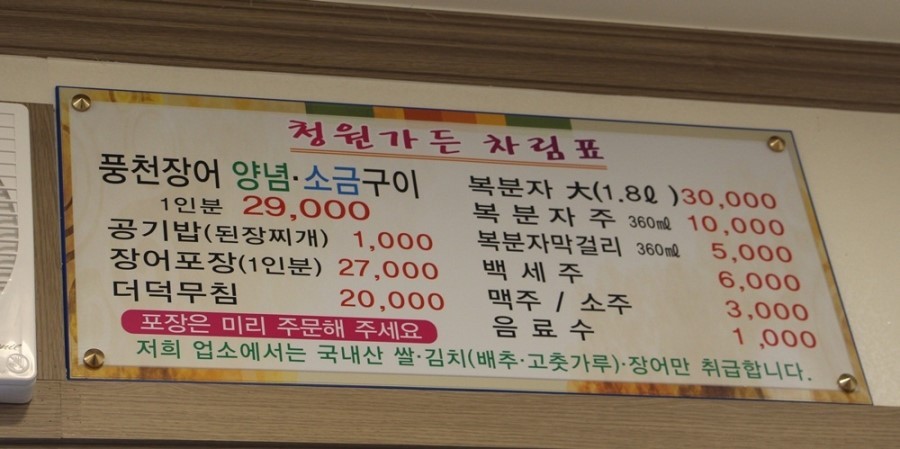 청원가든 차림표
풍천장어 양념·소금구이
1인분 29,000
공기밥(된장찌개) 1,000
장어포장(1인분) 27,000
더덕무침 20,000
포장은 미리 주문해 주세요
복분자 大(1.8ℓ) 30,000
복분자주 360㎖ 10,000
복분자막걸리 360㎖ 5,000
백세주 6,000
맥주 / 소주 3,000
음료수 1,000
저희 업소에서는 국내산 쌀·김치(배추·고춧가루)·장어만 취급합니다.